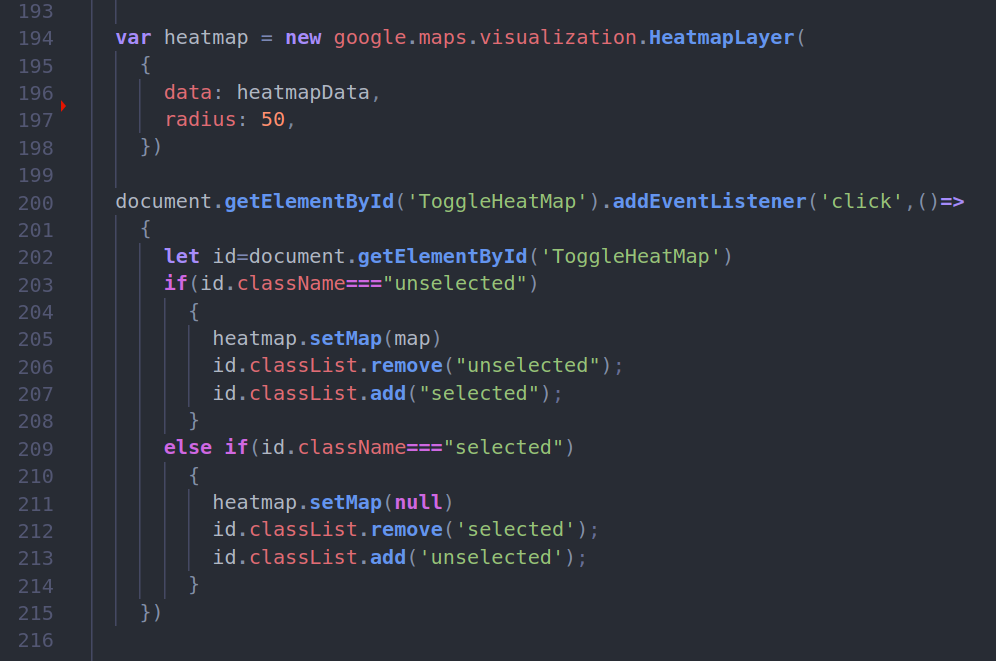 193
194 var heatmap = new google.maps.visualization.HeatmapLayer(
195 {
196 data: heatmapData,
197 radius: 50,
198 })
199
200 document.getElementById('ToggleHeatMap').addEventListener('click',()=>
201 {
202 let id=document.getElementById('ToggleHeatMap')
203 if(id.className==="unselected")
204 {
205 heatmap.setMap(map)
206 id.classList.remove("unselected");
207 id.classList.add("selected");
208 }
209 else if(id.className==="selected")
210 {
211 heatmap.setMap(null)
212 id.classList.remove('selected');
213 id.classList.add('unselected');
214 }
215 })
216